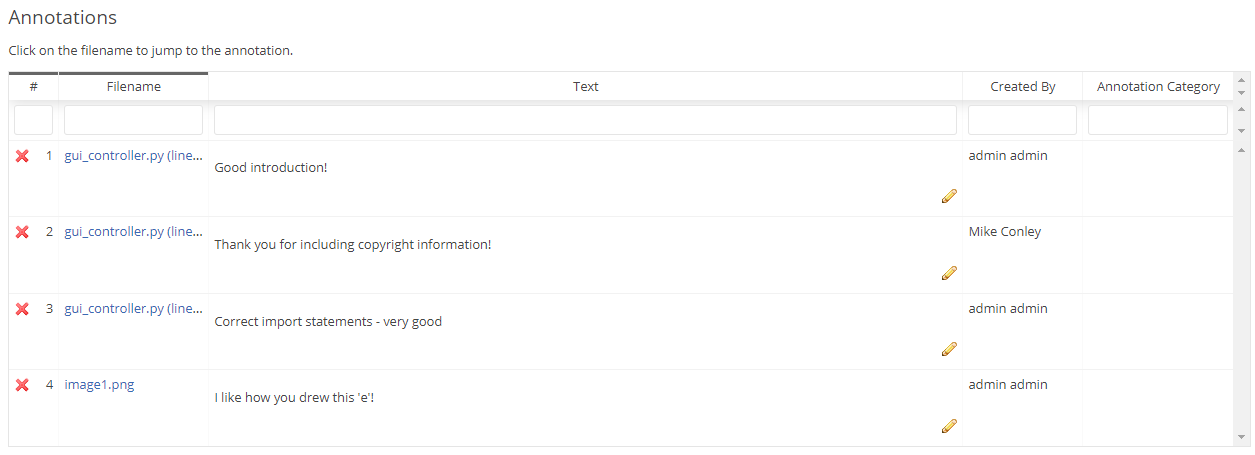 Annotations
Click on the filename to jump to the annotation.
# Filename Text Created By Annotation Category
1 gui_controller.py (line... Good introduction! admin admin
2 gui_controller.py (line... Thank you for including copyright information! Mike Conley
3 gui_controller.py (line... Correct import statements - very good admin admin
4 image1.png I like how you drew this 'e'! admin admin